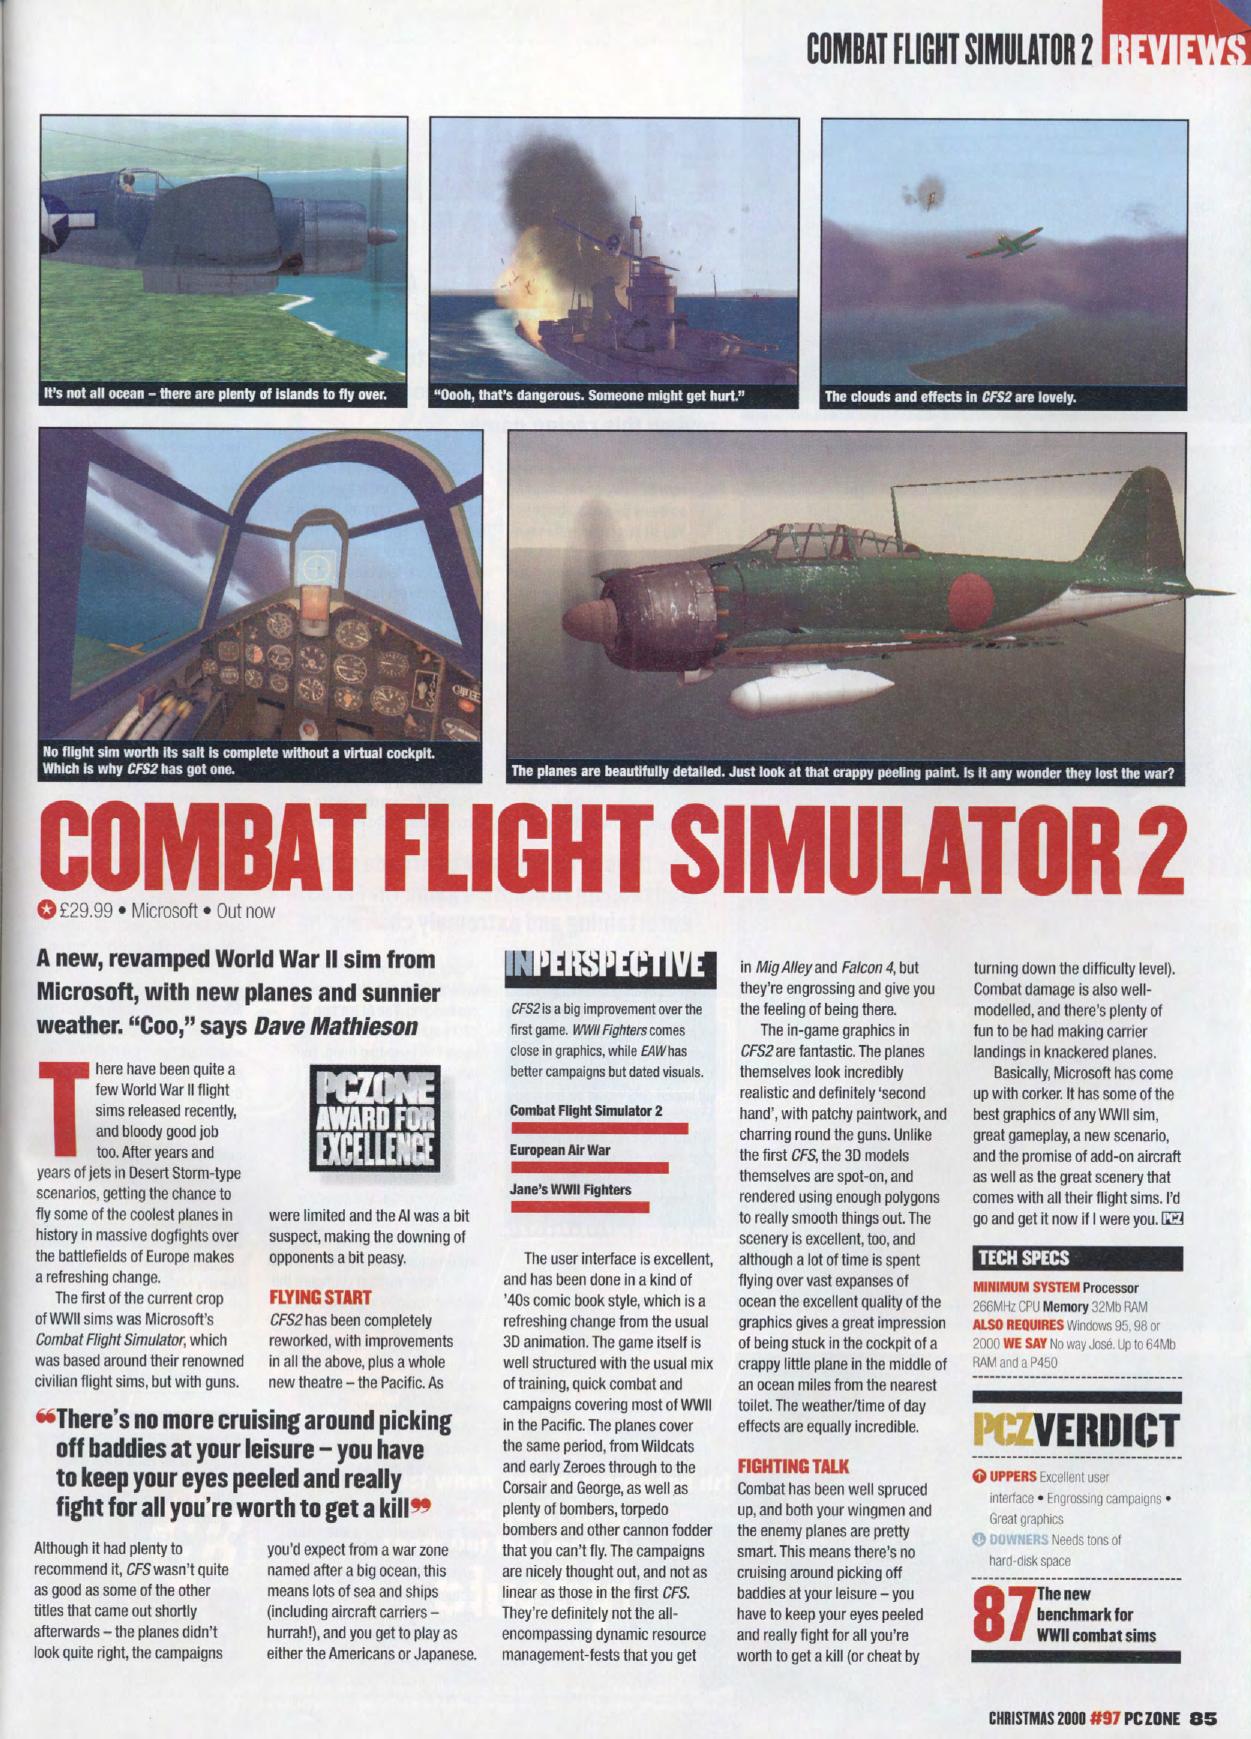 COMBAT FLIGHT SIMULATOR 2 REVIEWS
It's not all ocean – there are plenty of islands to fly over.
"Oooh, that's dangerous. Someone might get hurt."
The clouds and effects in CFS2 are lovely.
No flight sim worth its salt is complete without a virtual cockpit.
Which is why CFS2 has got one.
The planes are beautifully detailed. Just look at that crappy peeling paint. Is it any wonder they lost the war?
COMBAT FLIGHT SIMULATOR 2
£29.99 • Microsoft • Out now
A new, revamped World War II sim from
Microsoft, with new planes and sunnier
weather. "Coo," says Dave Mathieson
There have been quite a
few World War II flight
sims released recently,
and bloody good job
too. After years and
years of jets in Desert Storm-type
scenarios, getting the chance to
fly some of the coolest planes in
history in massive dogfights over
the battlefields of Europe makes
a refreshing change.
The first of the current crop
of WWII sims was Microsoft's
Combat Flight Simulator, which
was based around their renowned
civilian flight sims, but with guns.
"There's no more cruising around picking
off baddies at your leisure – you have
to keep your eyes peeled and really
fight for all you're worth to get a kill"
Although it had plenty to
recommend it, CFS wasn't quite
as good as some of the other
titles that came out shortly
afterwards – the planes didn't
look quite right, the campaigns
PCZONE
AWARD FOR
EXCELLENCE
were limited and the AI was a bit
suspect, making the downing of
opponents a bit peasy.
FLYING START
CFS2 has been completely
reworked, with improvements
in all the above, plus a whole
new theatre – the Pacific. As
you'd expect from a war zone
named after a big ocean, this
means lots of sea and ships
(including aircraft carriers –
hurrah!), and you get to play as
either the Americans or Japanese.
INPERSPECTIVE
CFS2 is a big improvement over the
first game. WWII Fighters comes
close in graphics, while EAW has
better campaigns but dated visuals.
Combat Flight Simulator 2
European Air War
Jane's WWII Fighters
The user interface is excellent,
and has been done in a kind of
'40s comic book style, which is a
refreshing change from the usual
3D animation. The game itself is
well structured with the usual mix
of training, quick combat and
campaigns covering most of WWII
in the Pacific. The planes cover
the same period, from Wildcats
and early Zeroes through to the
Corsair and George, as well as
plenty of bombers, torpedo
bombers and other cannon fodder
that you can't fly. The campaigns
are nicely thought out, and not as
linear as those in the first CFS.
They're definitely not the all-
encompassing dynamic resource
management-fests that you get
in Mig Alley and Falcon 4, but
they're engrossing and give you
the feeling of being there.
The in-game graphics in
CFS2 are fantastic. The planes
themselves look incredibly
realistic and definitely 'second
hand', with patchy paintwork, and
charring round the guns. Unlike
the first CFS, the 3D models
themselves are spot-on, and
rendered using enough polygons
to really smooth things out. The
scenery is excellent, too, and
although a lot of time is spent
flying over vast expanses of
ocean the excellent quality of the
graphics gives a great impression
of being stuck in the cockpit of a
crappy little plane in the middle of
an ocean miles from the nearest
toilet. The weather/time of day
effects are equally incredible.
FIGHTING TALK
Combat has been well spruced
up, and both your wingmen and
the enemy planes are pretty
smart. This means there's no
cruising around picking off
baddies at your leisure – you
have to keep your eyes peeled
and really fight for all you're
worth to get a kill (or cheat by
turning down the difficulty level).
Combat damage is also well-
modelled, and there's plenty of
fun to be had making carrier
landings in knackered planes.
Basically, Microsoft has come
up with corker. It has some of the
best graphics of any WWII sim,
great gameplay, a new scenario,
and the promise of add-on aircraft
as well as the great scenery that
comes with all their flight sims. I'd
go and get it now if I were you. PCZ
TECH SPECS
MINIMUM SYSTEM Processor
266MHz CPU Memory 32Mb RAM
ALSO REQUIRES Windows 95, 98 or
2000 WE SAY No way José. Up to 64Mb
RAM and a P450
PCZVERDICT
UPPERS Excellent user
interface • Engrossing campaigns •
Great graphics
DOWNERS Needs tons of
hard-disk space
87 The new
benchmark for
WWII combat sims
CHRISTMAS 2000 #97 PC ZONE 85